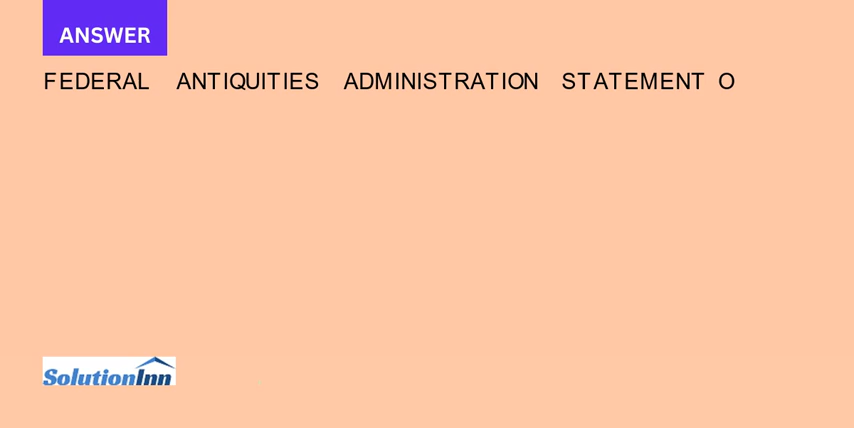 ANSWER
FEDERAL ANTIQUITIES ADMINISTRATION STATEMENT O
SolutionInn